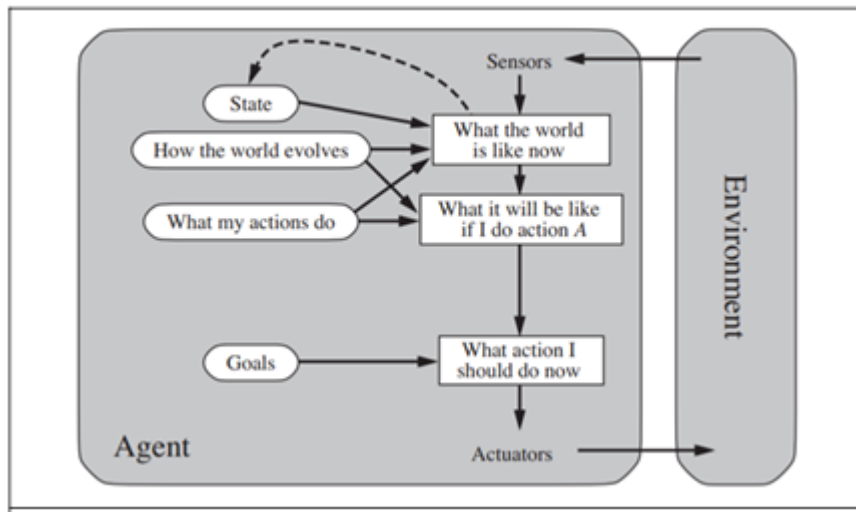 Sensors
State
What the world
is like now
How the world evolves
What my actions do
What it will be like
if I do action A
Goals
What action I
should do now
Agent
Actuators
Environment